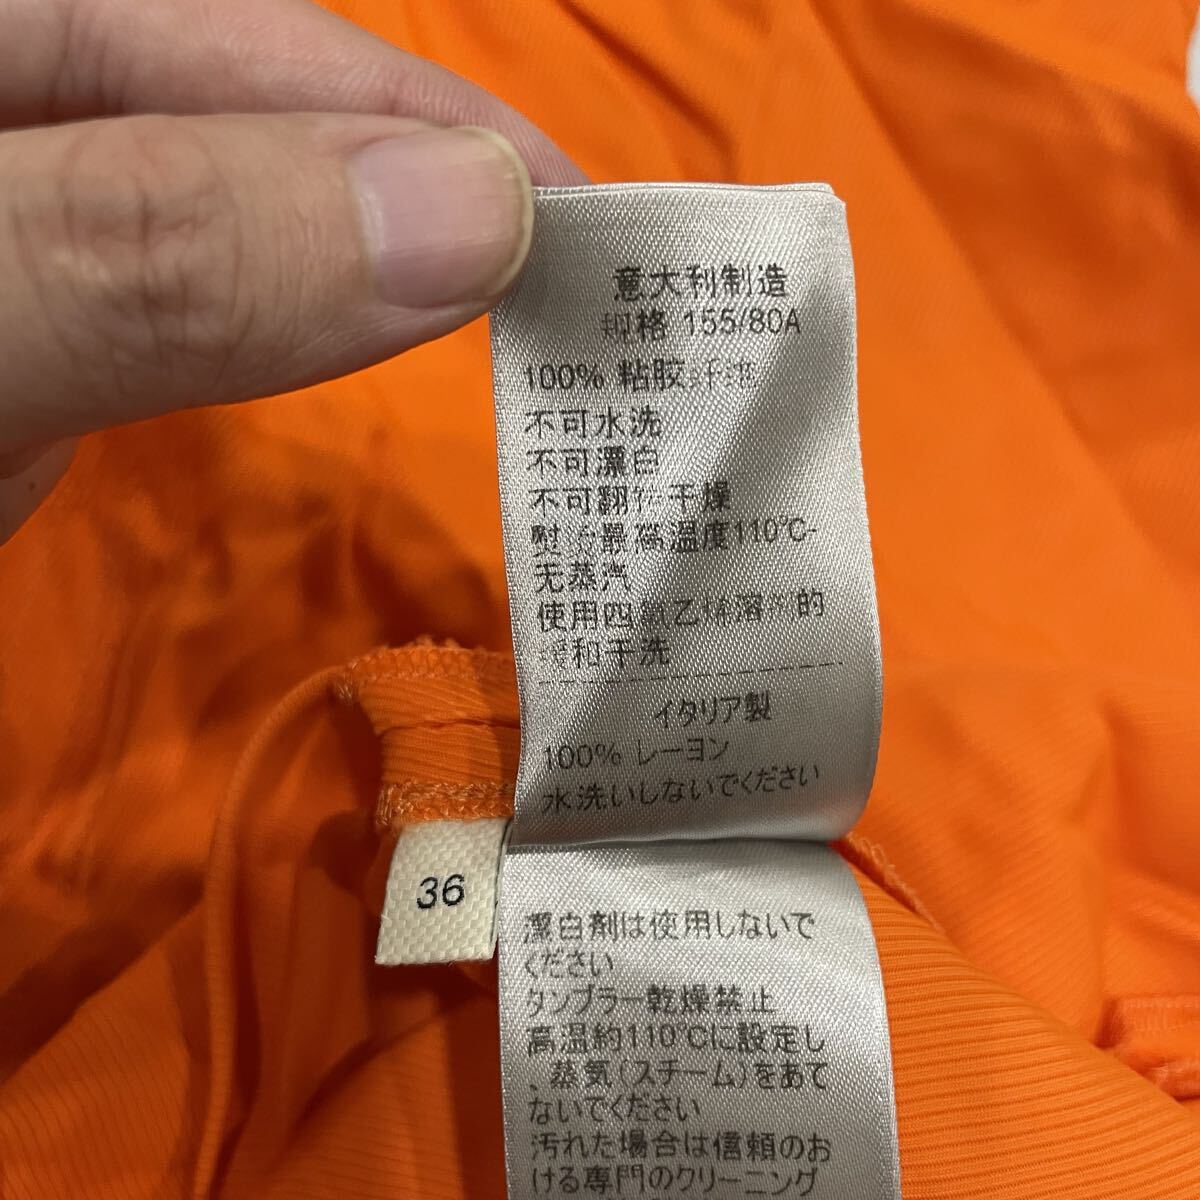 意大利制造
规格 155/80A
100% 粘胶纤维
不可水洗
不可漂白
不可翻转干燥
熨烫最高温度110℃-
无蒸汽
使用四氯乙烯溶剂的
缓和干洗
イタリア製
100% レーヨン
水洗いしないでください
36
漂白剤は使用しないで
ください
タンブラー乾燥禁止
高温約110℃に設定し
、蒸気(スチーム)をあて
ないでください
汚れた場合は信頼のお
ける専門のクリーニング